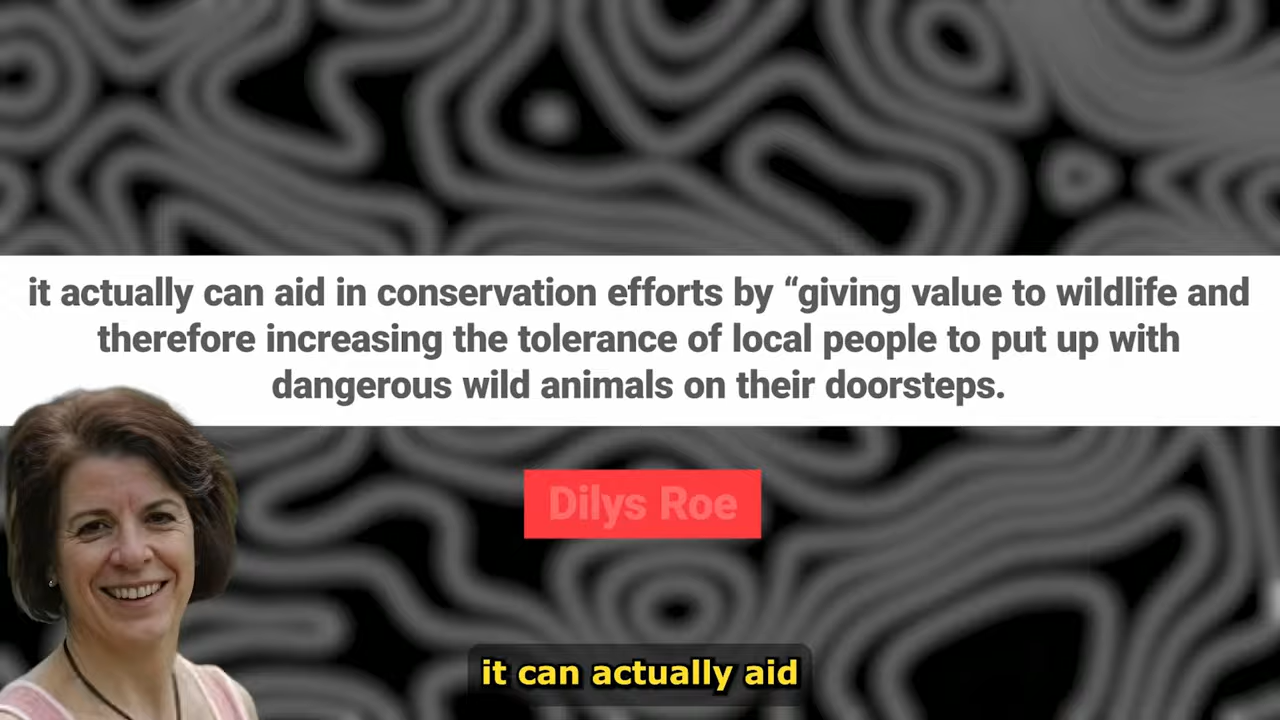 it actually can aid in conservation efforts by “giving value to wildlife and
therefore increasing the tolerance of local people to put up with
dangerous wild animals on their doorsteps.
Dilys Roe
it can actually aid